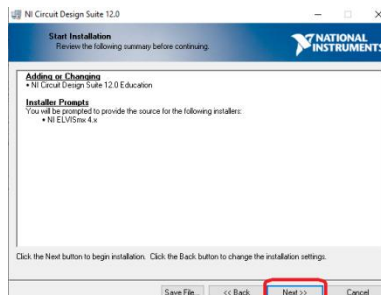 NI Circuit Design Suite 12.0
Start Installation
Review the following summary before continuing.
NATIONAL
INSTRUMENTS
Adding or Changing
• NI Circuit Design Suite 12.0 Education
Installer Prompts
You will be prompted to provide the source for the following installers:
• NI ELVISmx 4.x
Click the Next button to begin installation. Click the Back button to change the installation settings.
Save File... << Back Next >> Cancel